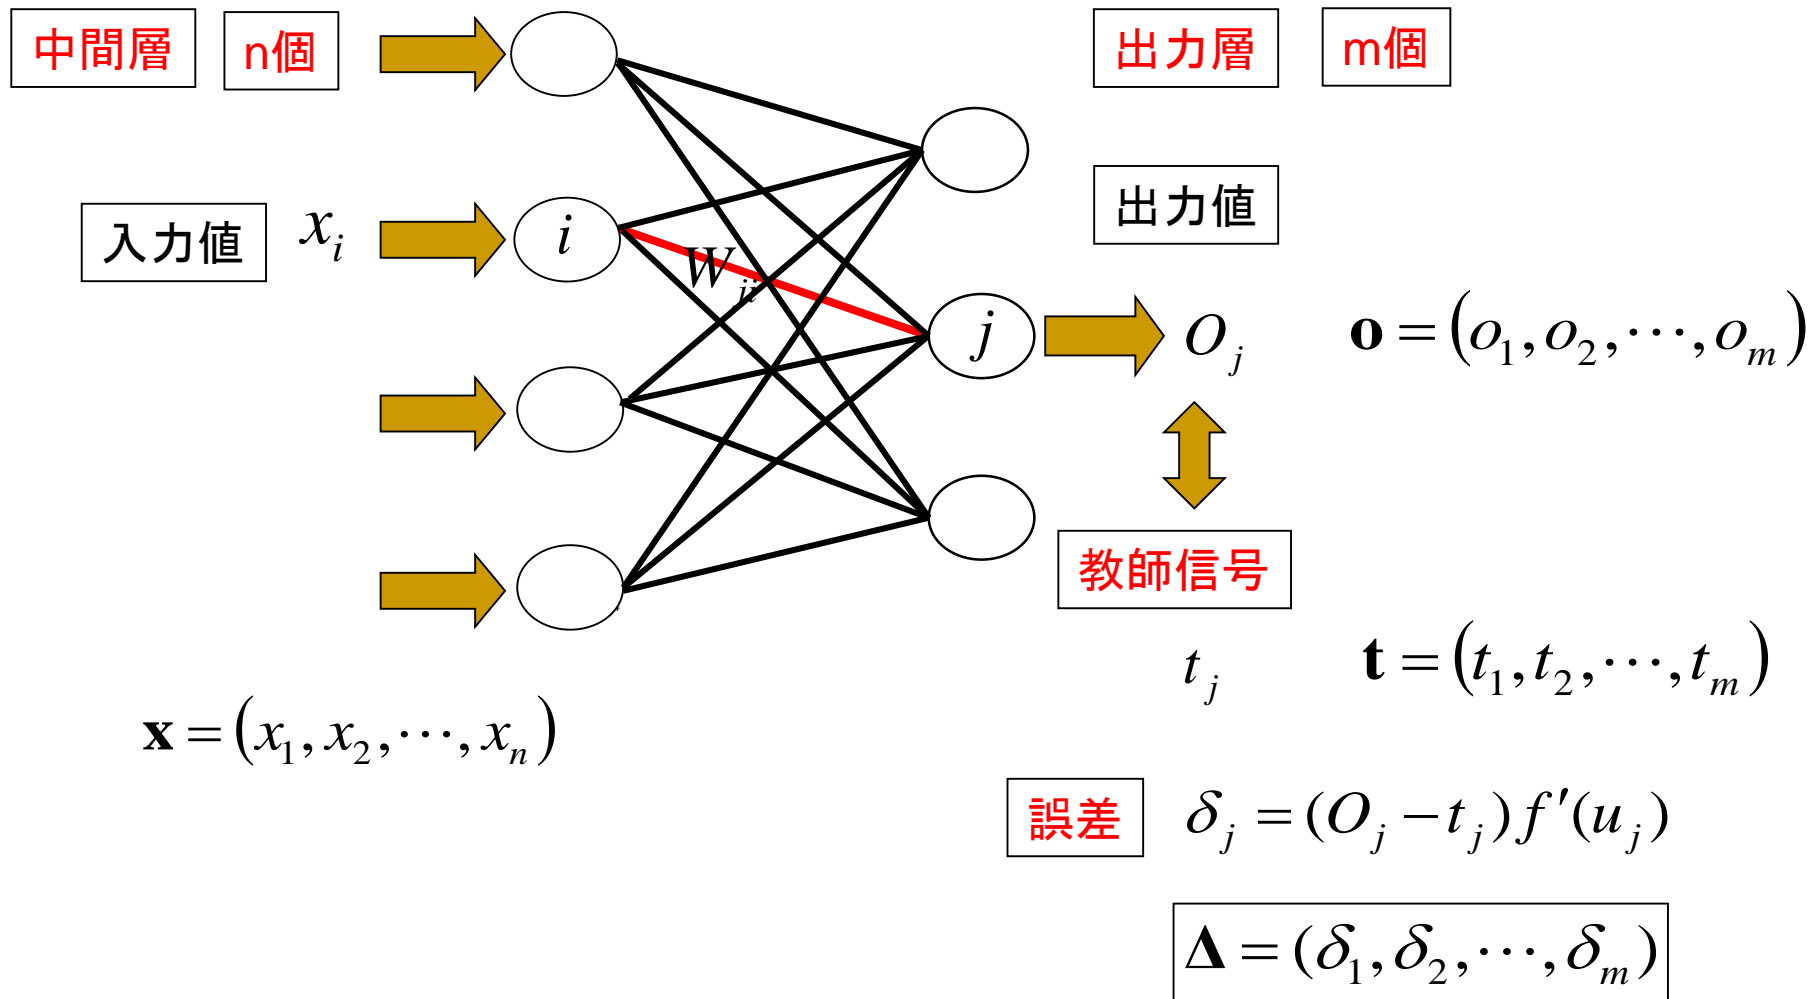 中間層 n個 出力層 m個
出力値
入力値 x_i i W_{ji}
j O_j o = (o_1, o_2, ⋯, o_m)
教師信号
t_j t = (t_1, t_2, ⋯, t_m)
x = (x_1, x_2, ⋯, x_n)
誤差 δ_j = (O_j − t_j) f′(u_j)
Δ = (δ_1, δ_2, ⋯, δ_m)